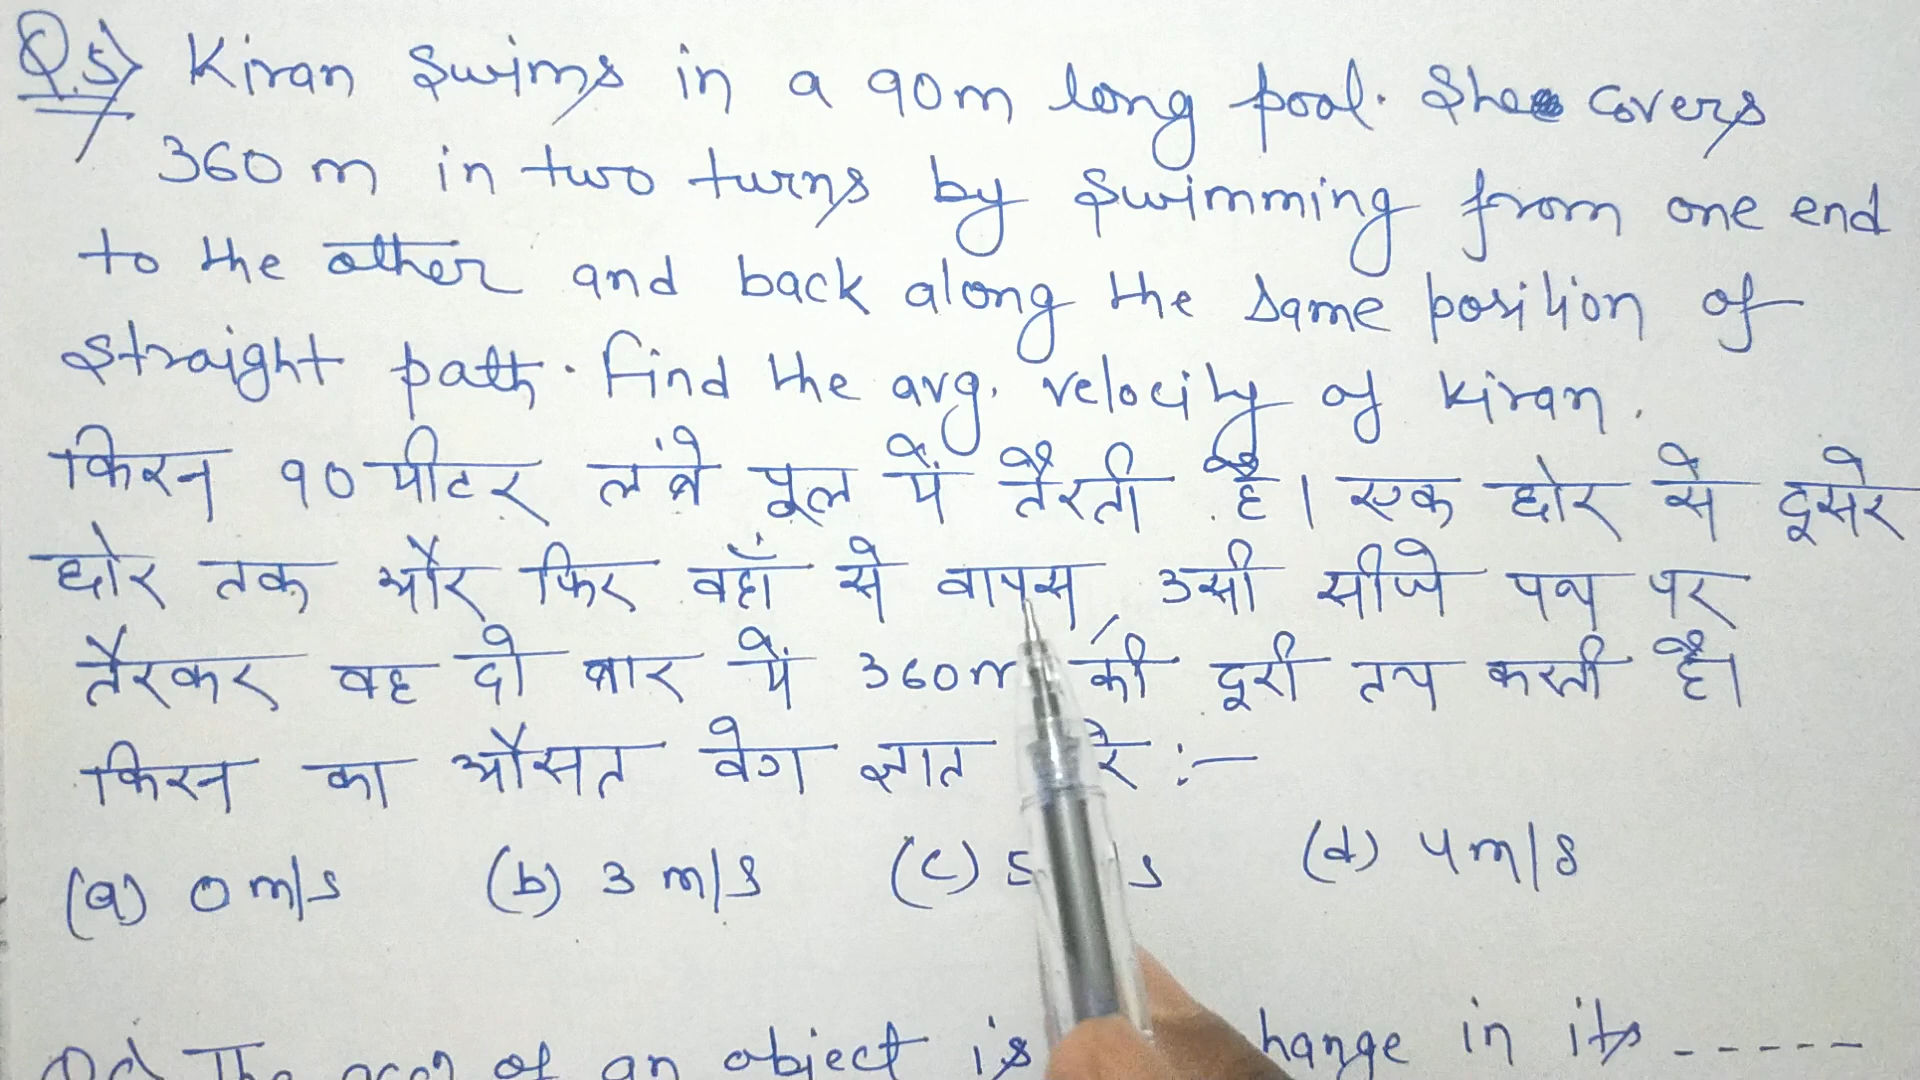 Q.5) Kiran swims in a 90m long pool. She covers
360 m in two turns by swimming from one end
to the other and back along the same position of
straight path. Find the avg. velocity of Kiran.
किरन 90 मीटर लंबे पूल में तैरती है। एक छोर से दूसरे
छोर तक और फिर वहाँ से वापस, उसी सीधे पथ पर
तैरकर वह दो बार में 360m की दूरी तय करती है।
किरन का औसत वेग ज्ञात रे :-
(a) 0 m/s (b) 3 m/s (c) 5 s (d) 4 m/s
of an object is hange in its -----